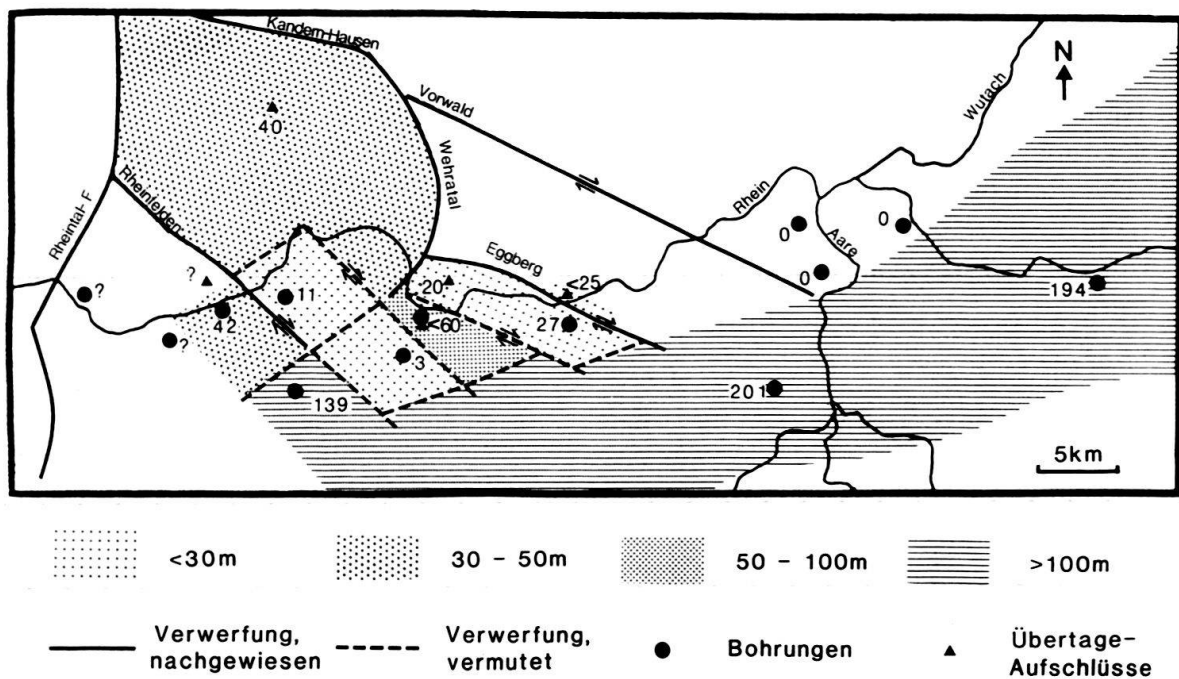 Kandern-Hausen
N
Vorwald
Wutach
40
Wehratal
Rheinfelden
Rheintal-F
Rhein
0
0
Aare
Eggberg
?
<25
0
?
20
11
194
42
<60
27
?
3
139
201
5km
<30m
30 - 50m
50 - 100m
>100m
Verwerfung,
nachgewiesen
Verwerfung,
vermutet
Bohrungen
Übertage-
Aufschlüsse